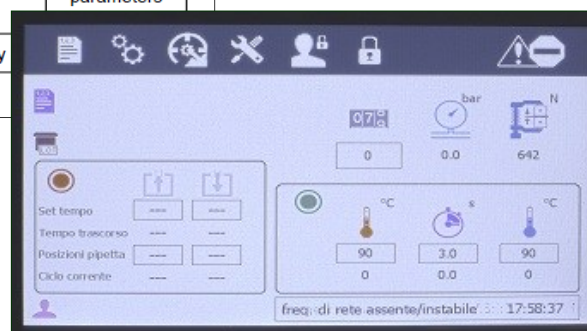 parameters
y
bar
N
0
0.0
642
Set tempo --- ---
Tempo trascorso --- ---
Posizioni pipetta --- ---
Ciclo corrente --- ---
°C
s
°C
90
3.0
90
0
0.0
0
freq. di rete assente/instabile
17:58:37